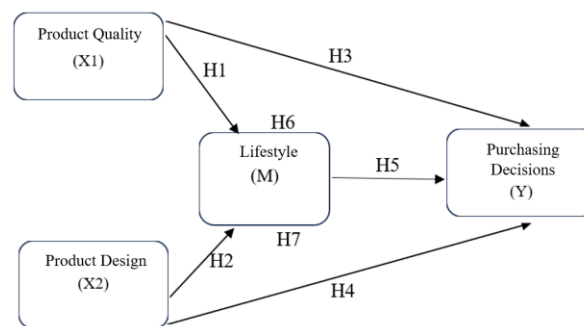 Product Quality
(X1)
H3
H1
H6
Lifestyle
(M)
H5
Purchasing
Decisions
(Y)
H7
Product Design
(X2)
H2
H4